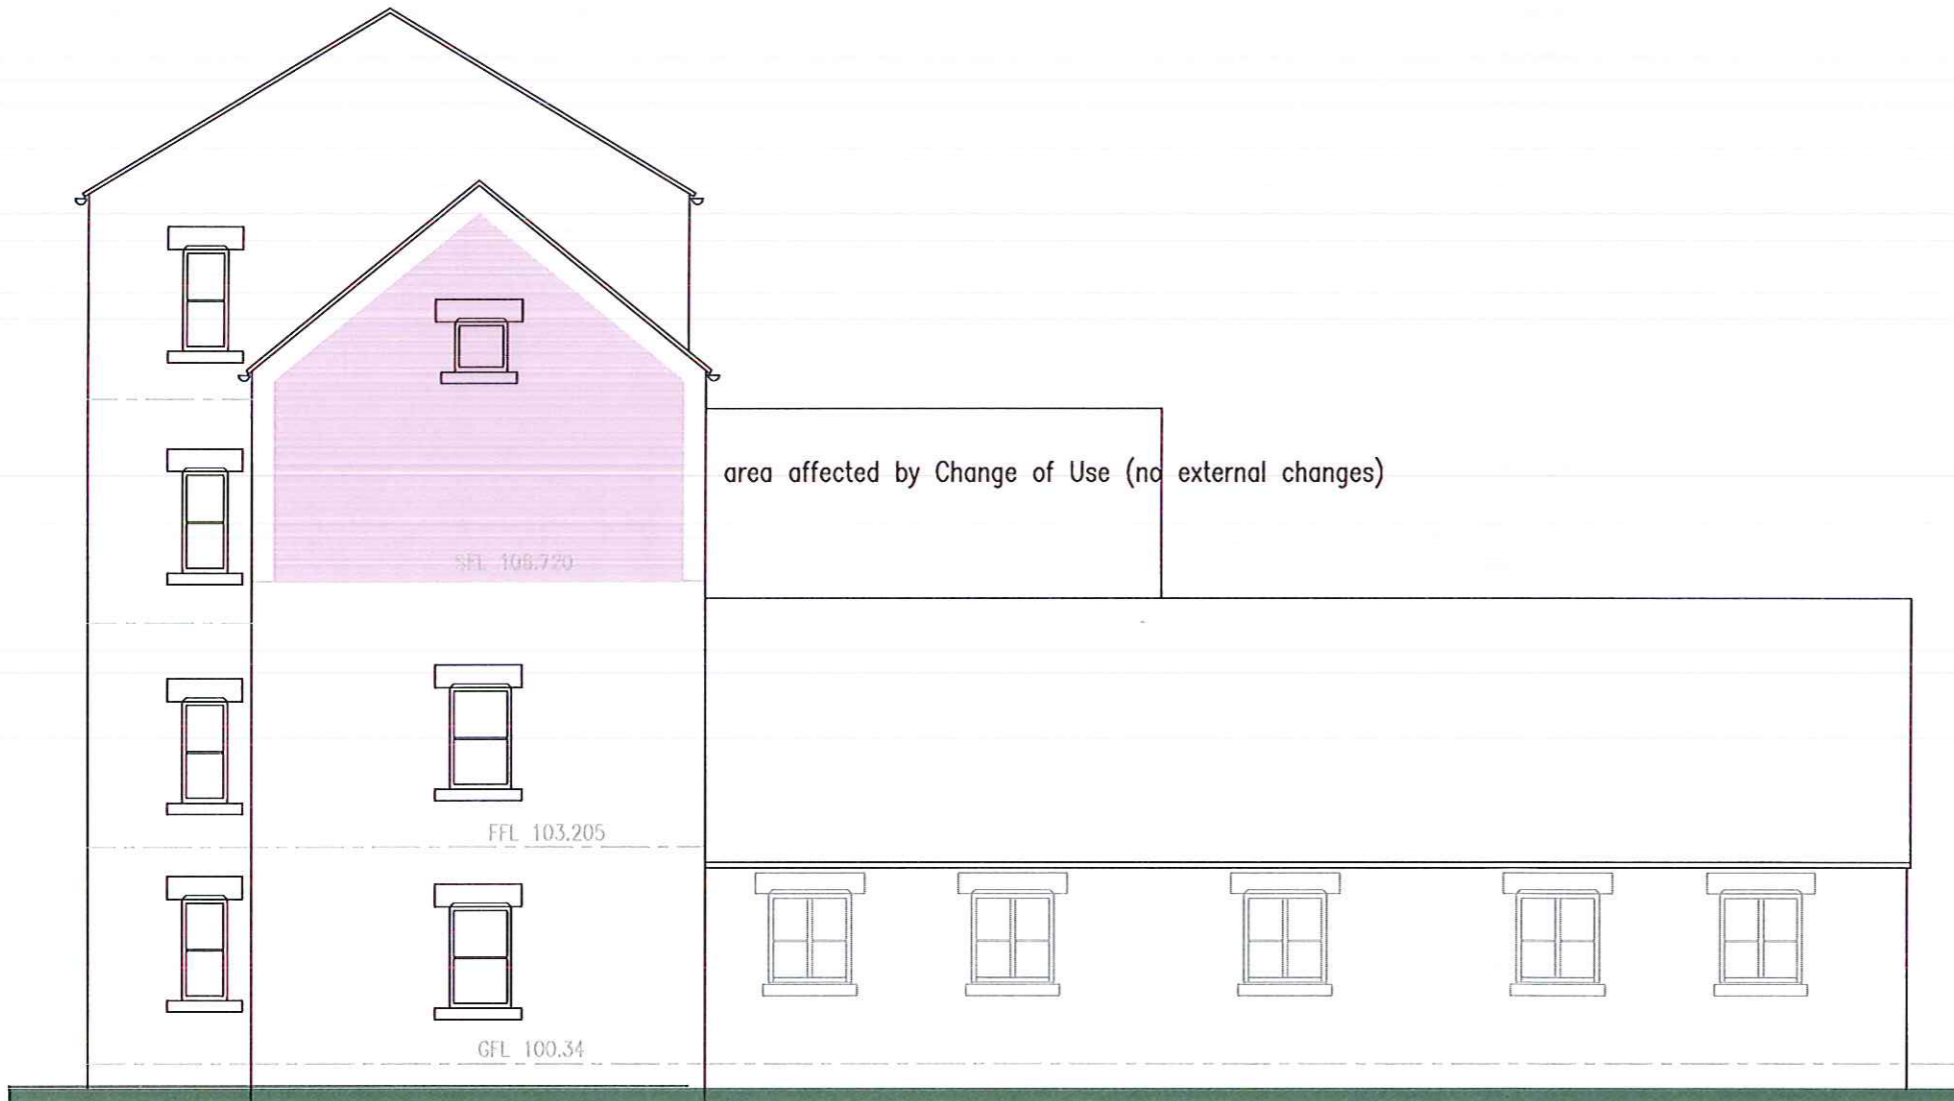 area affected by Change of Use (no external changes)
SFL 106.720
FFL 103.205
GFL 100.34